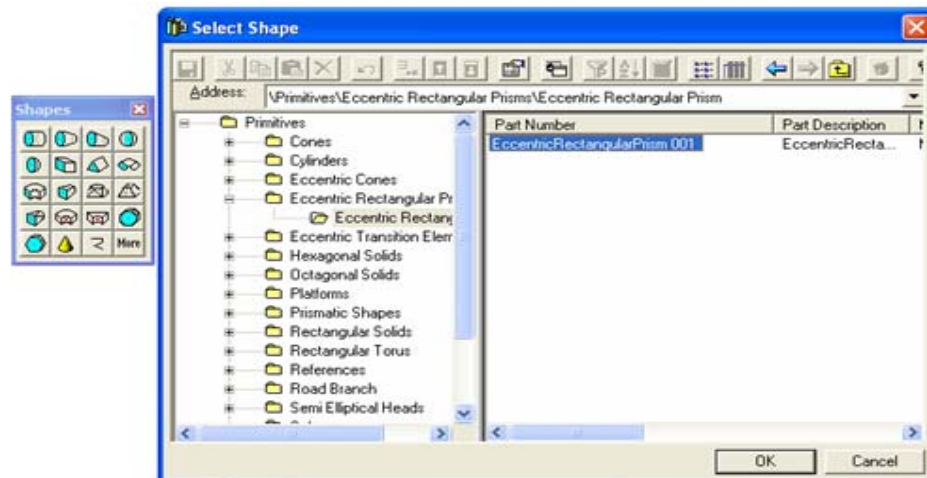 Select Shape
Address: \Primitives\Eccentric Rectangular Prisms\Eccentric Rectangular Prism
Shapes
More
Primitives
Cones
Cylinders
Eccentric Cones
Eccentric Rectangular Pr
Eccentric Rectang
Eccentric Transition Elem
Hexagonal Solids
Octagonal Solids
Platforms
Prismatic Shapes
Rectangular Solids
Rectangular Torus
References
Road Branch
Semi Elliptical Heads
Part Number Part Description
EccentricRectangularPrism 001 EccentricRecta...
OK Cancel